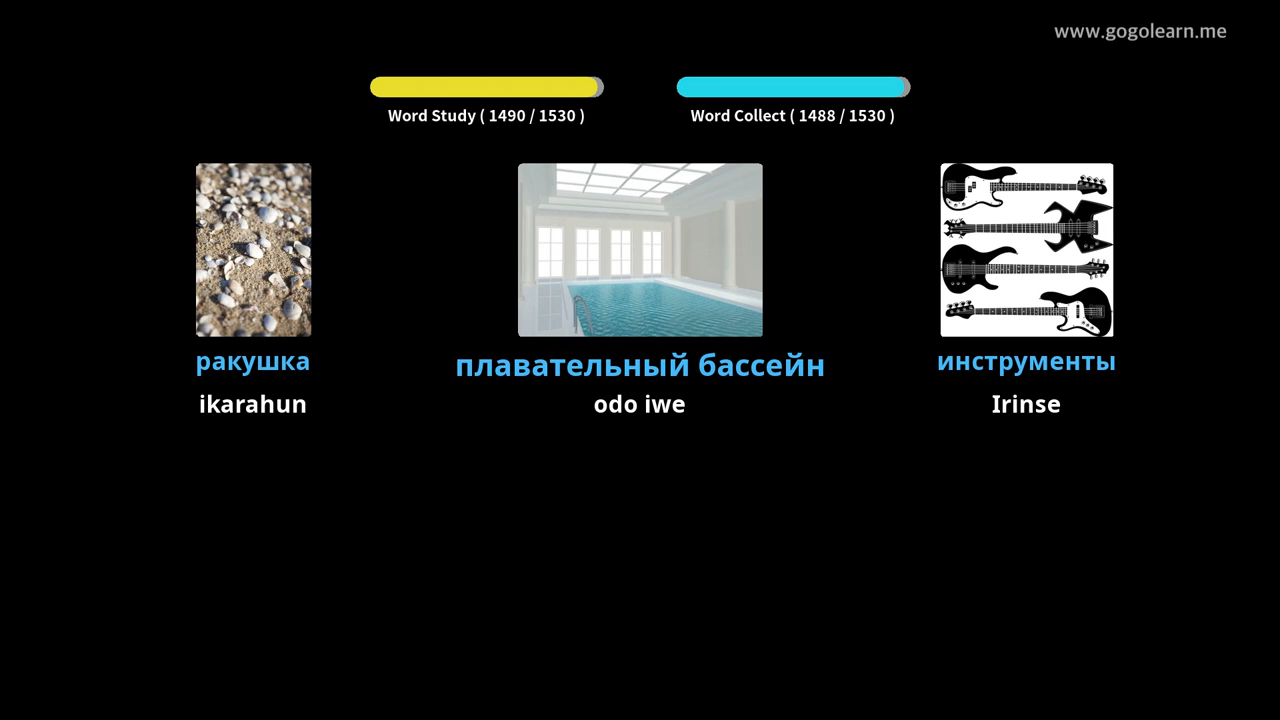 www.gogolearn.me
Word Study ( 1490 / 1530 )
Word Collect ( 1488 / 1530 )
ракушка
плавательный бассейн
инструменты
ikarahun
odo iwe
Irinse